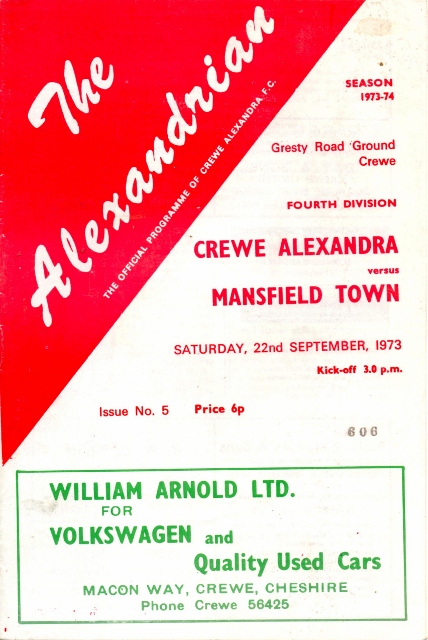 The
Alexandrian
THE OFFICIAL PROGRAMME OF CREWE ALEXANDRA F.C.
SEASON
1973-74
Gresty Road Ground
Crewe
FOURTH DIVISION
CREWE ALEXANDRA
versus
MANSFIELD TOWN
SATURDAY, 22nd SEPTEMBER, 1973
Kick-off 3.0 p.m.
Issue No. 5 Price 6p
606
WILLIAM ARNOLD LTD.
FOR
VOLKSWAGEN and
Quality Used Cars
MACON WAY, CREWE, CHESHIRE
Phone Crewe 56425